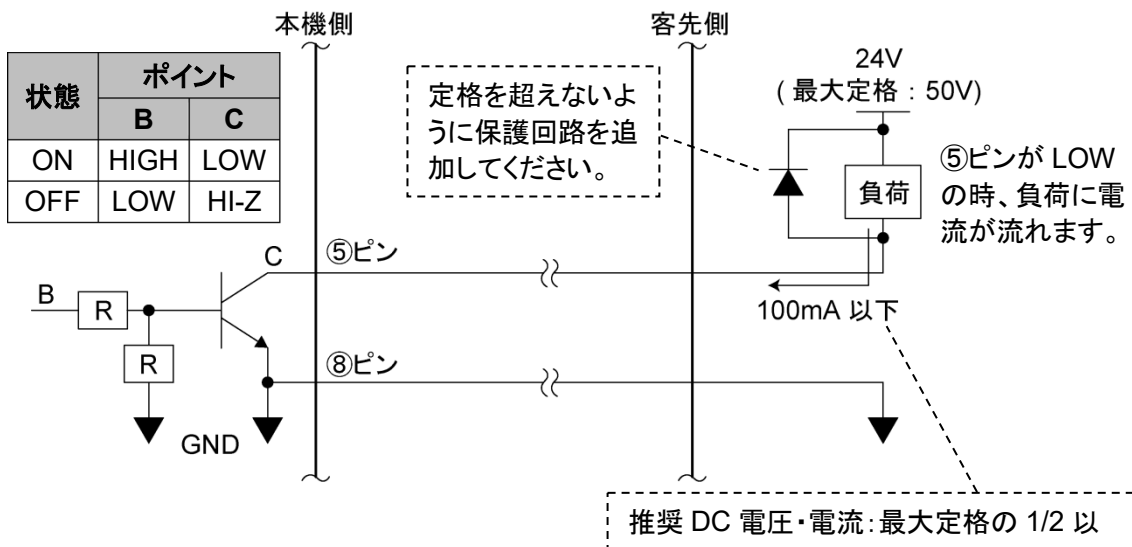 本機側
客先側
状態
ポイント
B
C
ON
HIGH
LOW
OFF
LOW
HI-Z
定格を超えないよ
うに保護回路を追
加してください。
24V
( 最大定格 : 50V)
負荷
⑤ピンが LOW
の時、負荷に電
流が流れます。
C
⑤ピン
B
R
R
100mA 以下
⑧ピン
GND
推奨 DC 電圧・電流:最大定格の 1/2 以